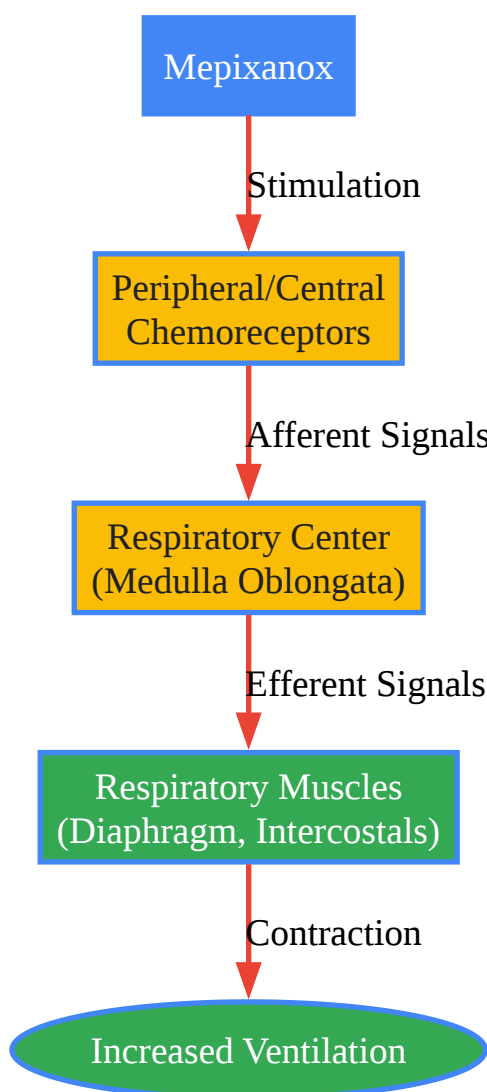 Mepixanox
Stimulation
Peripheral/Central
Chemoreceptors
Afferent Signals
Respiratory Center
(Medulla Oblongata)
Efferent Signals
Respiratory Muscles
(Diaphragm, Intercostals)
Contraction
Increased Ventilation